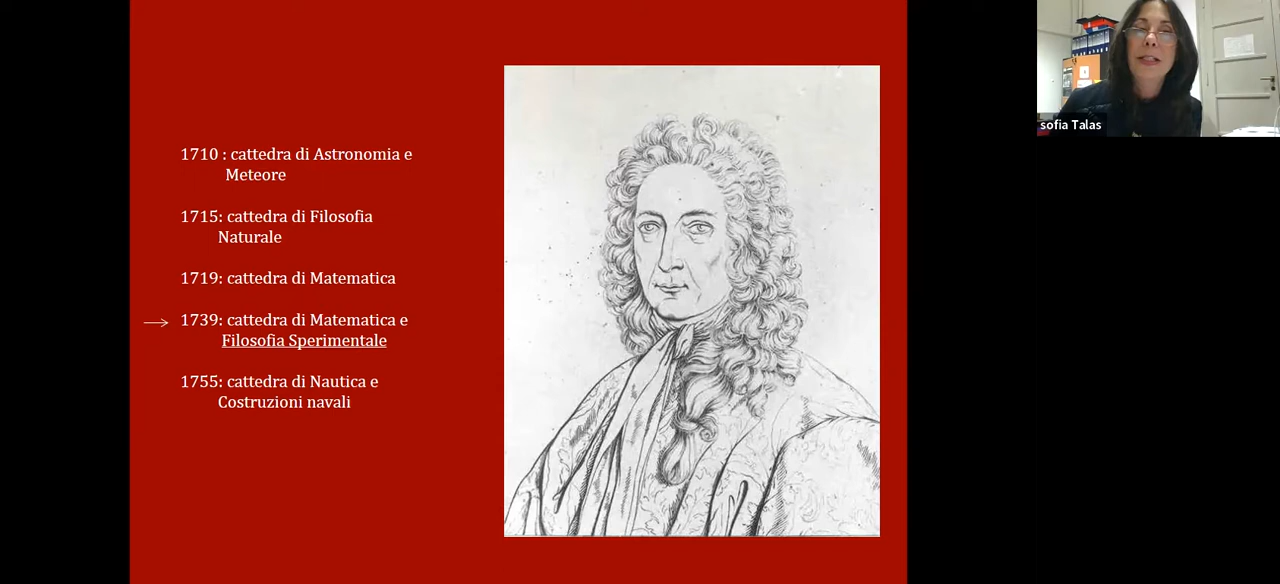 1710 : cattedra di Astronomia e
Meteore
1715: cattedra di Filosofia
Naturale
1719: cattedra di Matematica
1739: cattedra di Matematica e
Filosofia Sperimentale
1755: cattedra di Nautica e
Costruzioni navali
sofia Talas